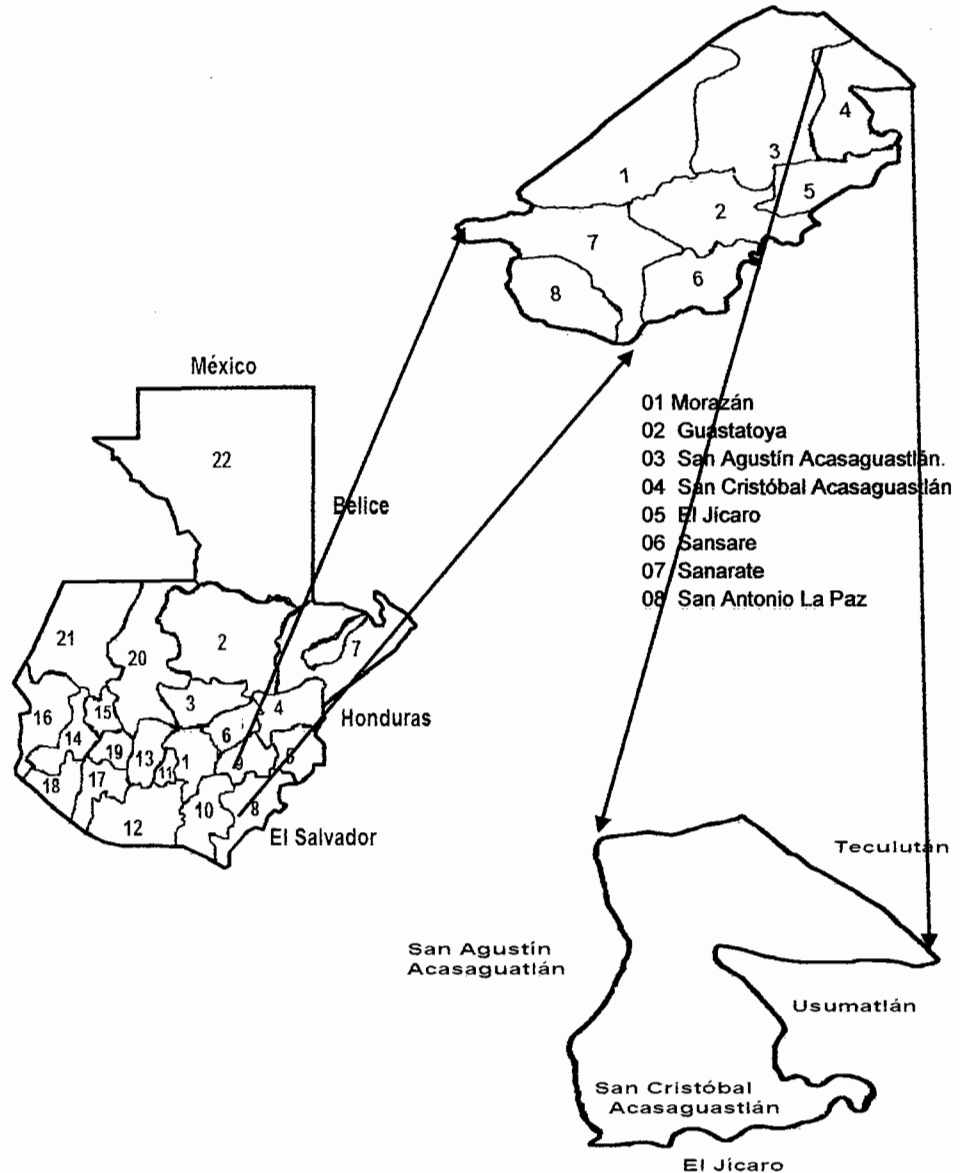 4
3
1
5
2
7
6
8
México
22
Belice
01 Morazán
02 Guastatoya
03 San Agustín Acasaguastlán.
04 San Cristóbal Acasaguastlán
05 El Jícaro
06 Sansare
07 Sanarate
08 San Antonio La Paz
21
20
2
7
3
4
16
15
6
Honduras
14
19
13
1
9
5
11
18
17
10
8
12
El Salvador
Teculután
San Agustín
Acasaguatlán
Usumatlán
San Cristóbal
Acasaguastlán
El Jícaro